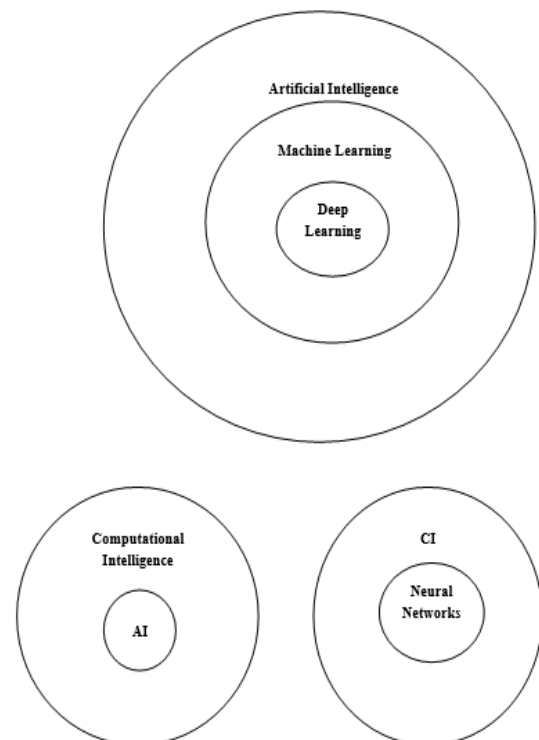 Artificial Intelligence
Machine Learning
Deep
Learning
Computational
Intelligence
AI
CI
Neural
Networks